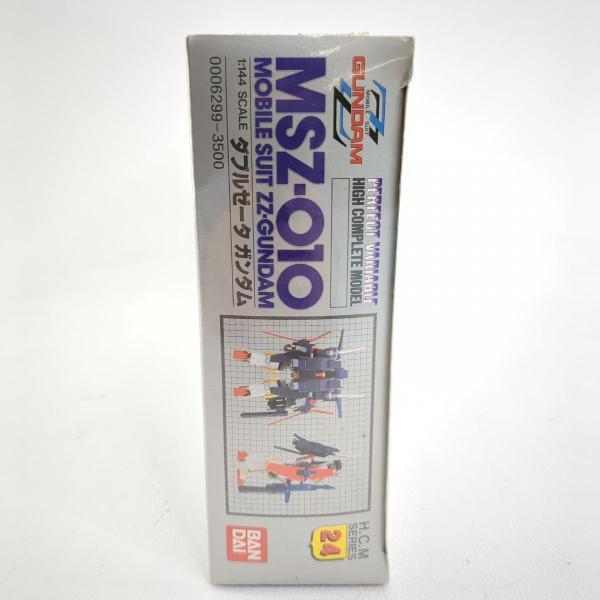 MOBILE SUIT
GUNDAM
PERFECT VARIABLE
HIGH COMPLETE MODEL
MSZ-010
MOBILE SUIT ZZ-GUNDAM
1:144 SCALE ダブルゼータ ガンダム
0006299-3500
H.C.M
SERIES
24
BAN
DAI